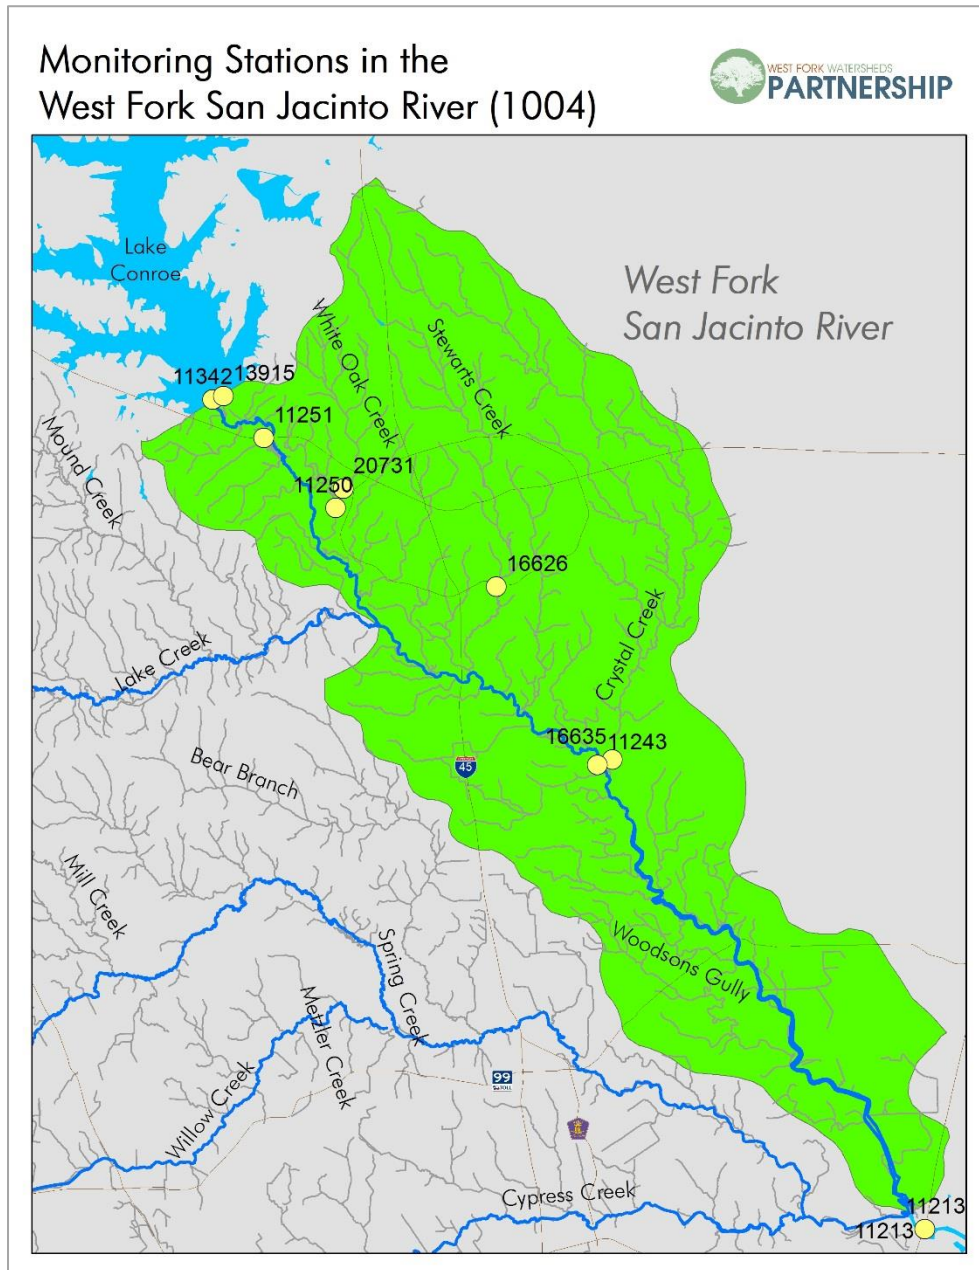 Monitoring Stations in the
West Fork San Jacinto River (1004)
WEST FORK WATERSHEDS
PARTNERSHIP
Lake
Conroe
West Fork
San Jacinto River
White Oak Creek
Stewarts Creek
11342
13915
11251
Mound Creek
20731
11250
16626
Crystal Creek
Lake Creek
16635
11243
45
Bear Branch
Mill Creek
Woodsons Gully
Spring Creek
Metzler Creek
Willow Creek
99
Cypress Creek
11213
11213